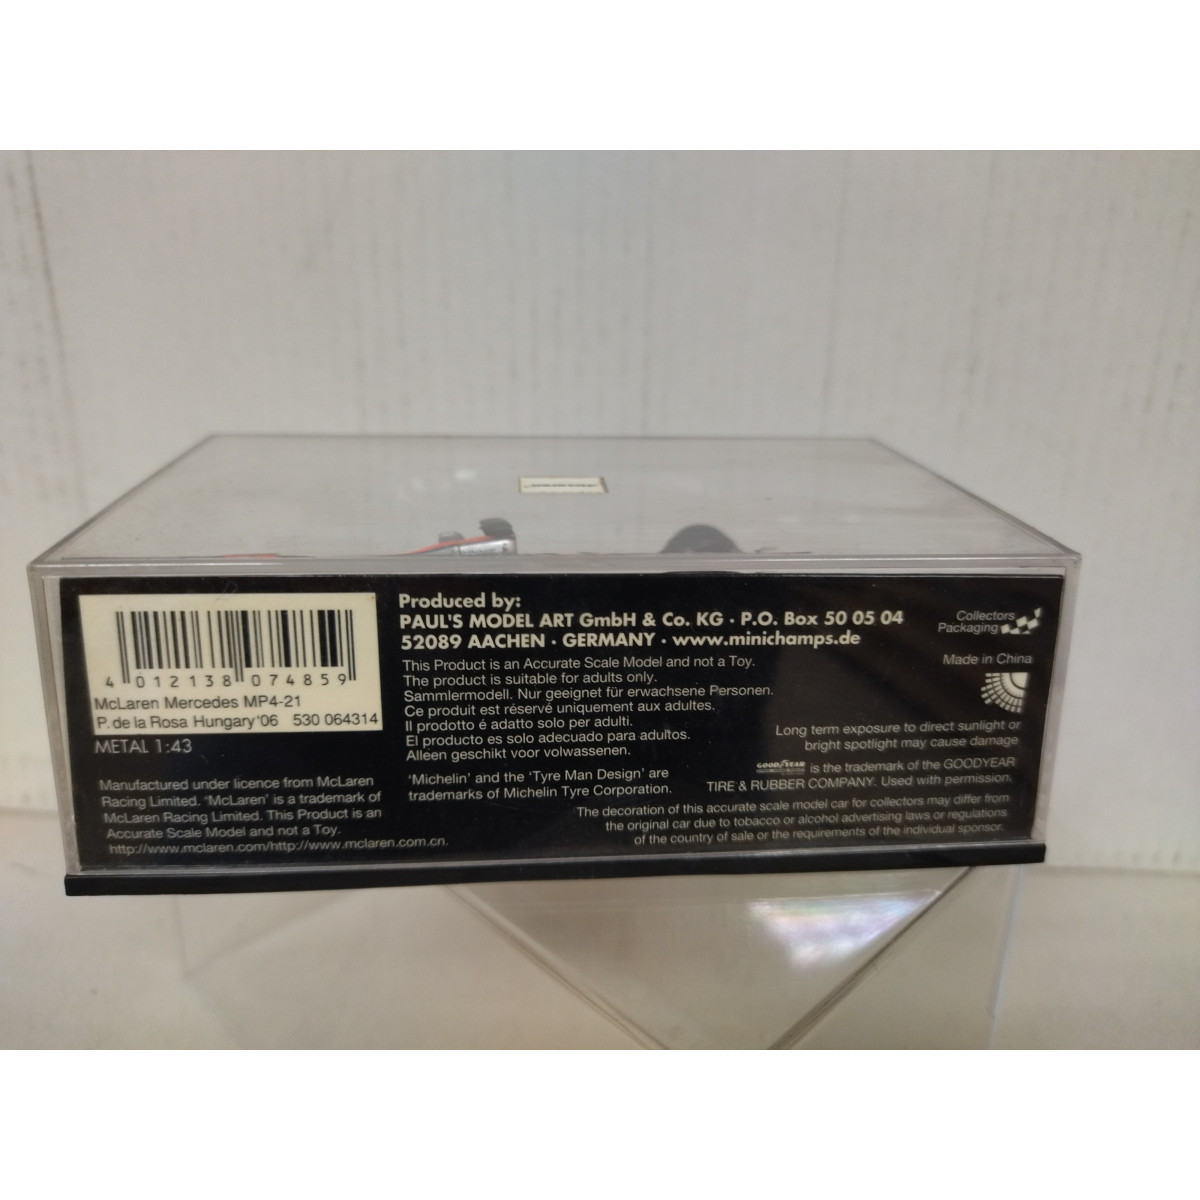 4 012138 074859
McLaren Mercedes MP4-21
P. de la Rosa Hungary '06 530 064314
METAL 1:43
Manufactured under licence from McLaren
Racing Limited. 'McLaren' is a trademark of
McLaren Racing Limited. This Product is an
Accurate Scale Model and not a Toy.
http://www.mclaren.com/http://www.mclaren.com.cn.
Produced by:
PAUL'S MODEL ART GmbH & Co. KG · P.O. Box 50 05 04
52089 AACHEN · GERMANY · www.minichamps.de
This Product is an Accurate Scale Model and not a Toy.
The product is suitable for adults only.
Sammlermodell. Nur geeignet für erwachsene Personen.
Ce produit est réservé uniquement aux adultes.
Il prodotto é adatto solo per adulti.
El producto es solo adecuado para adultos.
Alleen geschikt voor volwassenen.
'Michelin' and the 'Tyre Man Design' are
trademarks of Michelin Tyre Corporation.
Collectors
Packaging
Made in China
Long term exposure to direct sunlight or
bright spotlight may cause damage
GOODYEAR is the trademark of the GOODYEAR
TIRE & RUBBER COMPANY. Used with permission.
The decoration of this accurate scale model car for collectors may differ from
the original car due to tobacco or alcohol advertising laws or regulations
of the country of sale or the requirements of the individual sponsor.